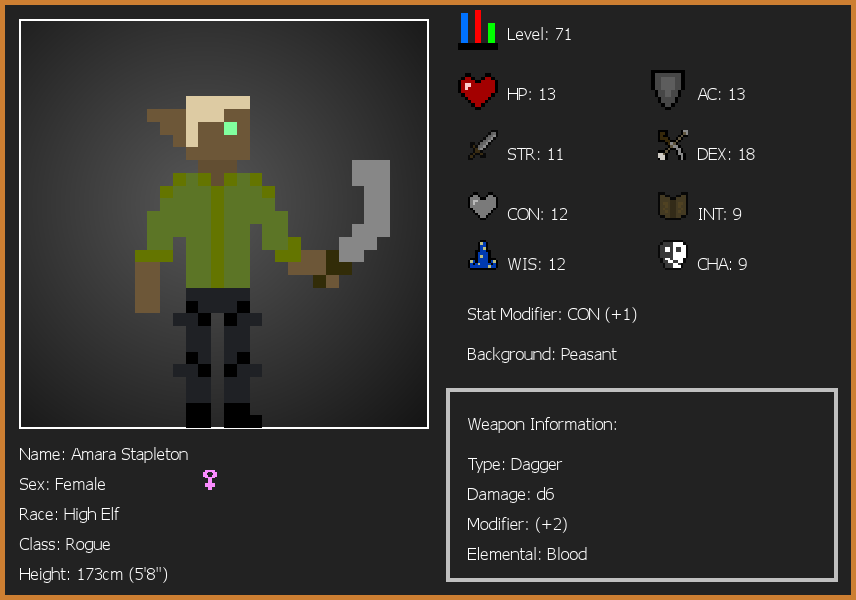 Level: 71
HP: 13
AC: 13
STR: 11
DEX: 18
CON: 12
INT: 9
WIS: 12
CHA: 9
Stat Modifier: CON (+1)
Background: Peasant
Weapon Information:
Type: Dagger
Damage: d6
Modifier: (+2)
Elemental: Blood
Name: Amara Stapleton
Sex: Female
Race: High Elf
Class: Rogue
Height: 173cm (5'8")